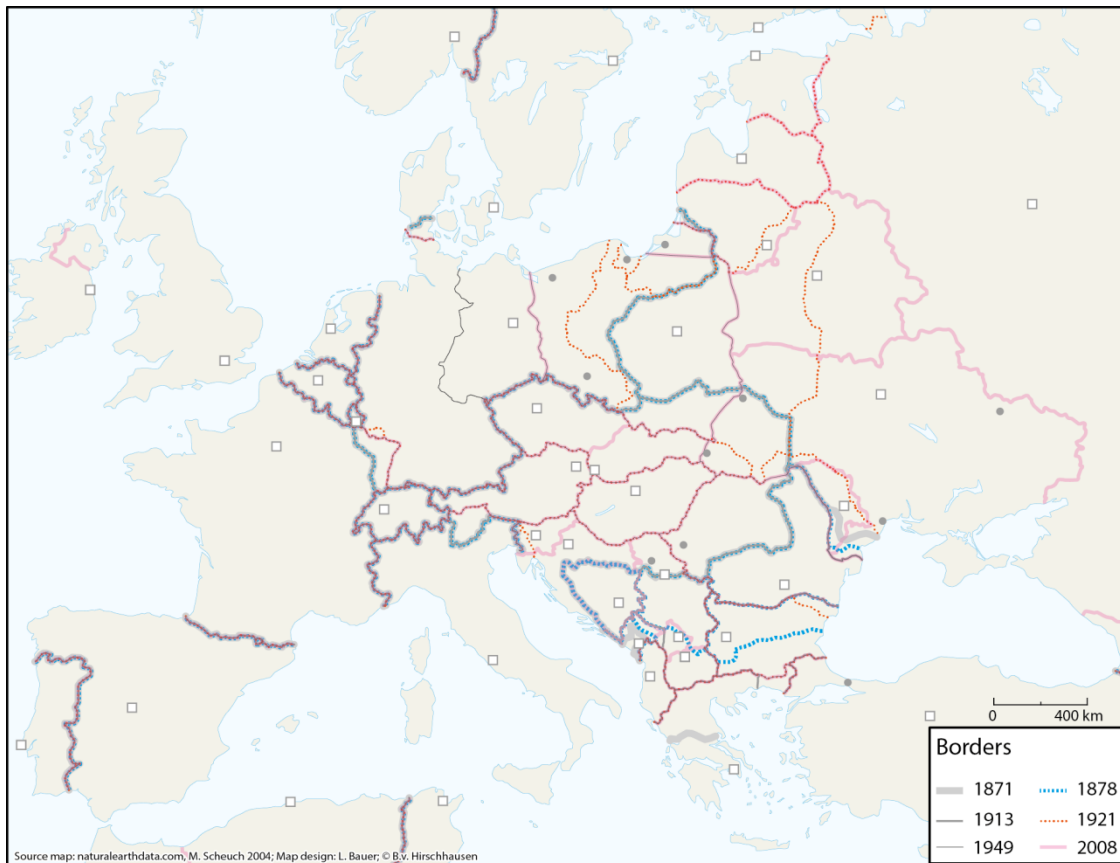 0 400 km
Borders
1871 1878
1913 1921
1949 2008
Source map: naturalearthdata.com, M. Scheuch 2004; Map design: L. Bauer; © B.v. Hirschhausen